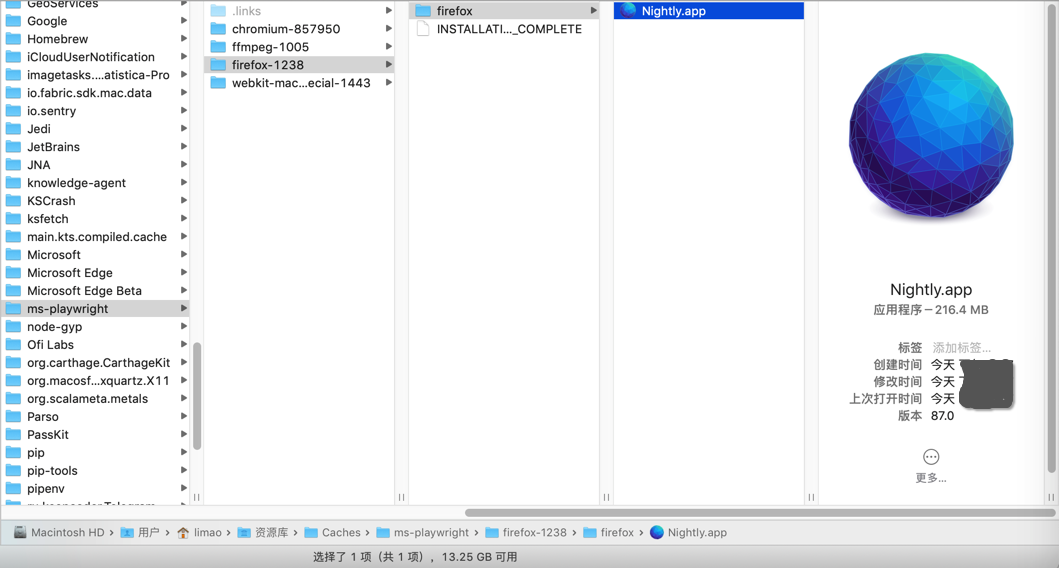 GeoServices
Google
Homebrew
iCloudUserNotification
imagetasks....atistica-Pro
io.fabric.sdk.mac.data
io.sentry
Jedi
JetBrains
JNA
knowledge-agent
KSCrash
ksfetch
main.kts.compiled.cache
Microsoft
Microsoft Edge
Microsoft Edge Beta
ms-playwright
node-gyp
Ofi Labs
org.carthage.CarthageKit
org.macosf...xquartz.X11
org.scalameta.metals
Parso
PassKit
pip
pip-tools
pipenv
.links
chromium-857950
ffmpeg-1005
firefox-1238
webkit-mac...ecial-1443
firefox
INSTALLATI..._COMPLETE
Nightly.app
Nightly.app
应用程序 – 216.4 MB
标签 添加标签...
创建时间 今天
修改时间 今天
上次打开时间 今天
版本 87.0
更多...
Macintosh HD › 用户 › limao › 资源库 › Caches › ms-playwright › firefox-1238 › firefox › Nightly.app
选择了 1 项（共 1 项），13.25 GB 可用